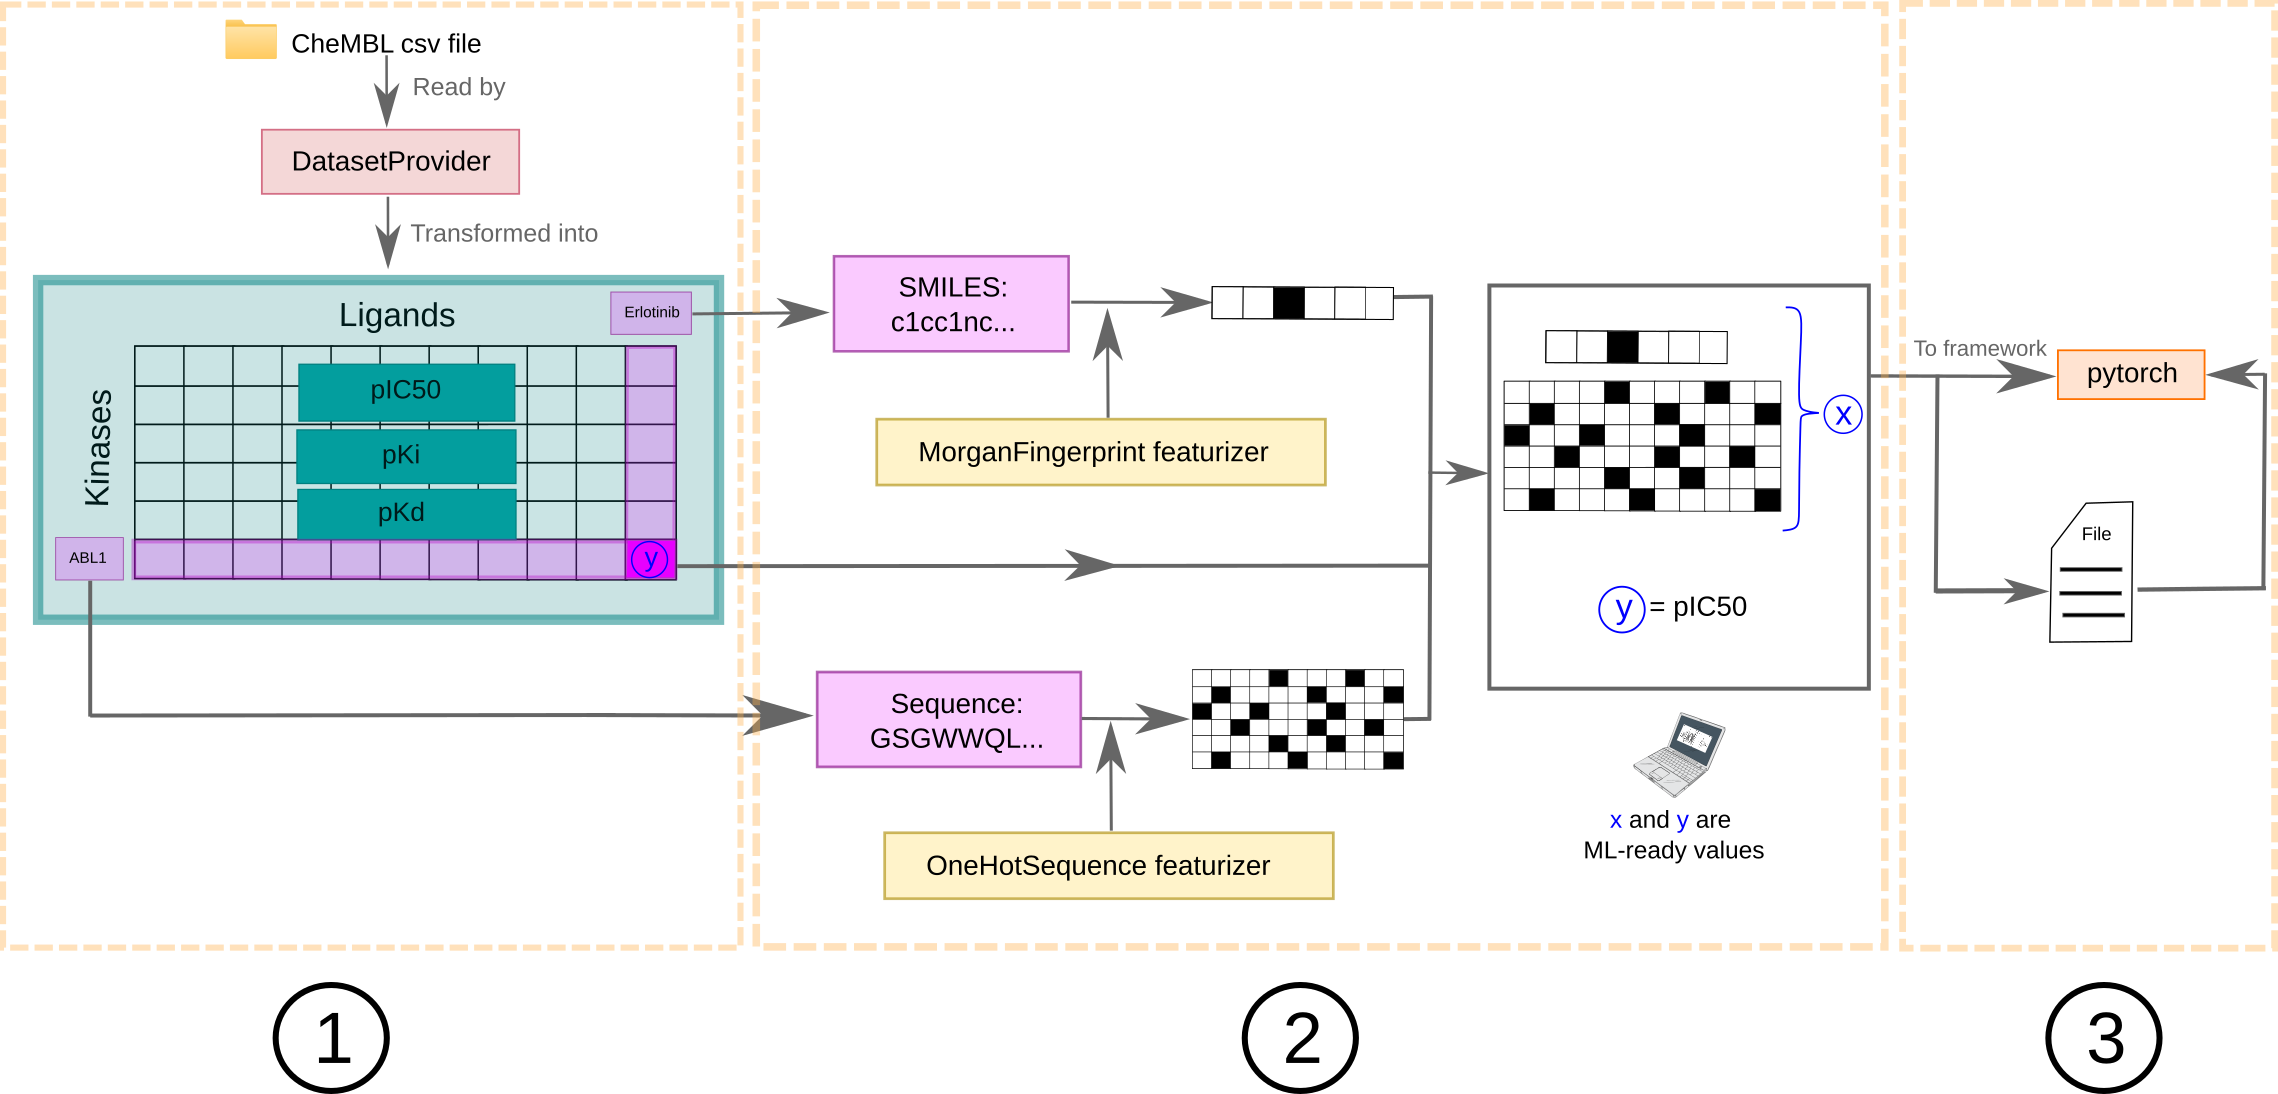 CheMBL csv file
Read by
DatasetProvider
Transformed into
Ligands
Erlotinib
Kinases
pIC50
pKi
pKd
ABL1
y
SMILES:
c1cc1nc...
MorganFingerprint featurizer
Sequence:
GSGWWQL...
OneHotSequence featurizer
x
y = pIC50
x and y are
ML-ready values
To framework
pytorch
File
1
2
3